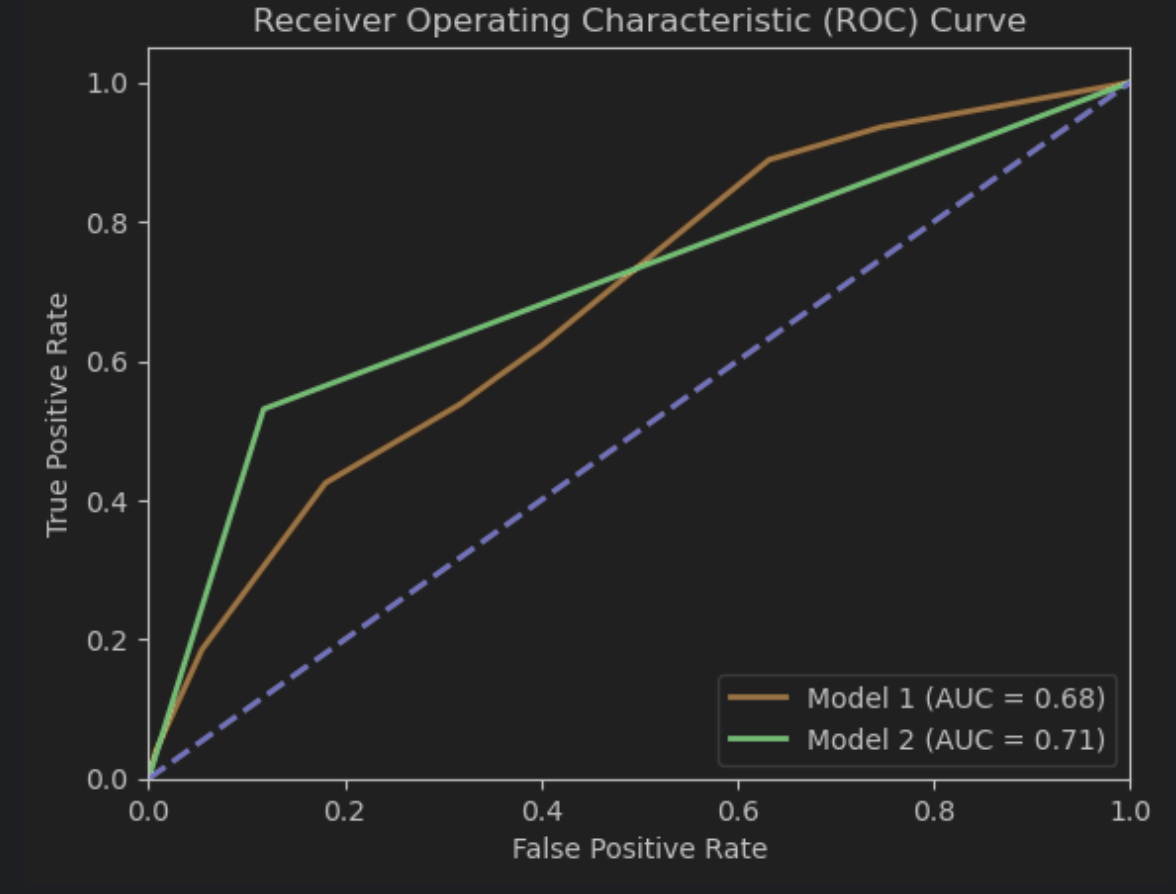 Receiver Operating Characteristic (ROC) Curve
1.0
0.8
0.6
0.4
0.2
0.0
True Positive Rate
Model 1 (AUC = 0.68)
Model 2 (AUC = 0.71)
0.0 0.2 0.4 0.6 0.8 1.0
False Positive Rate